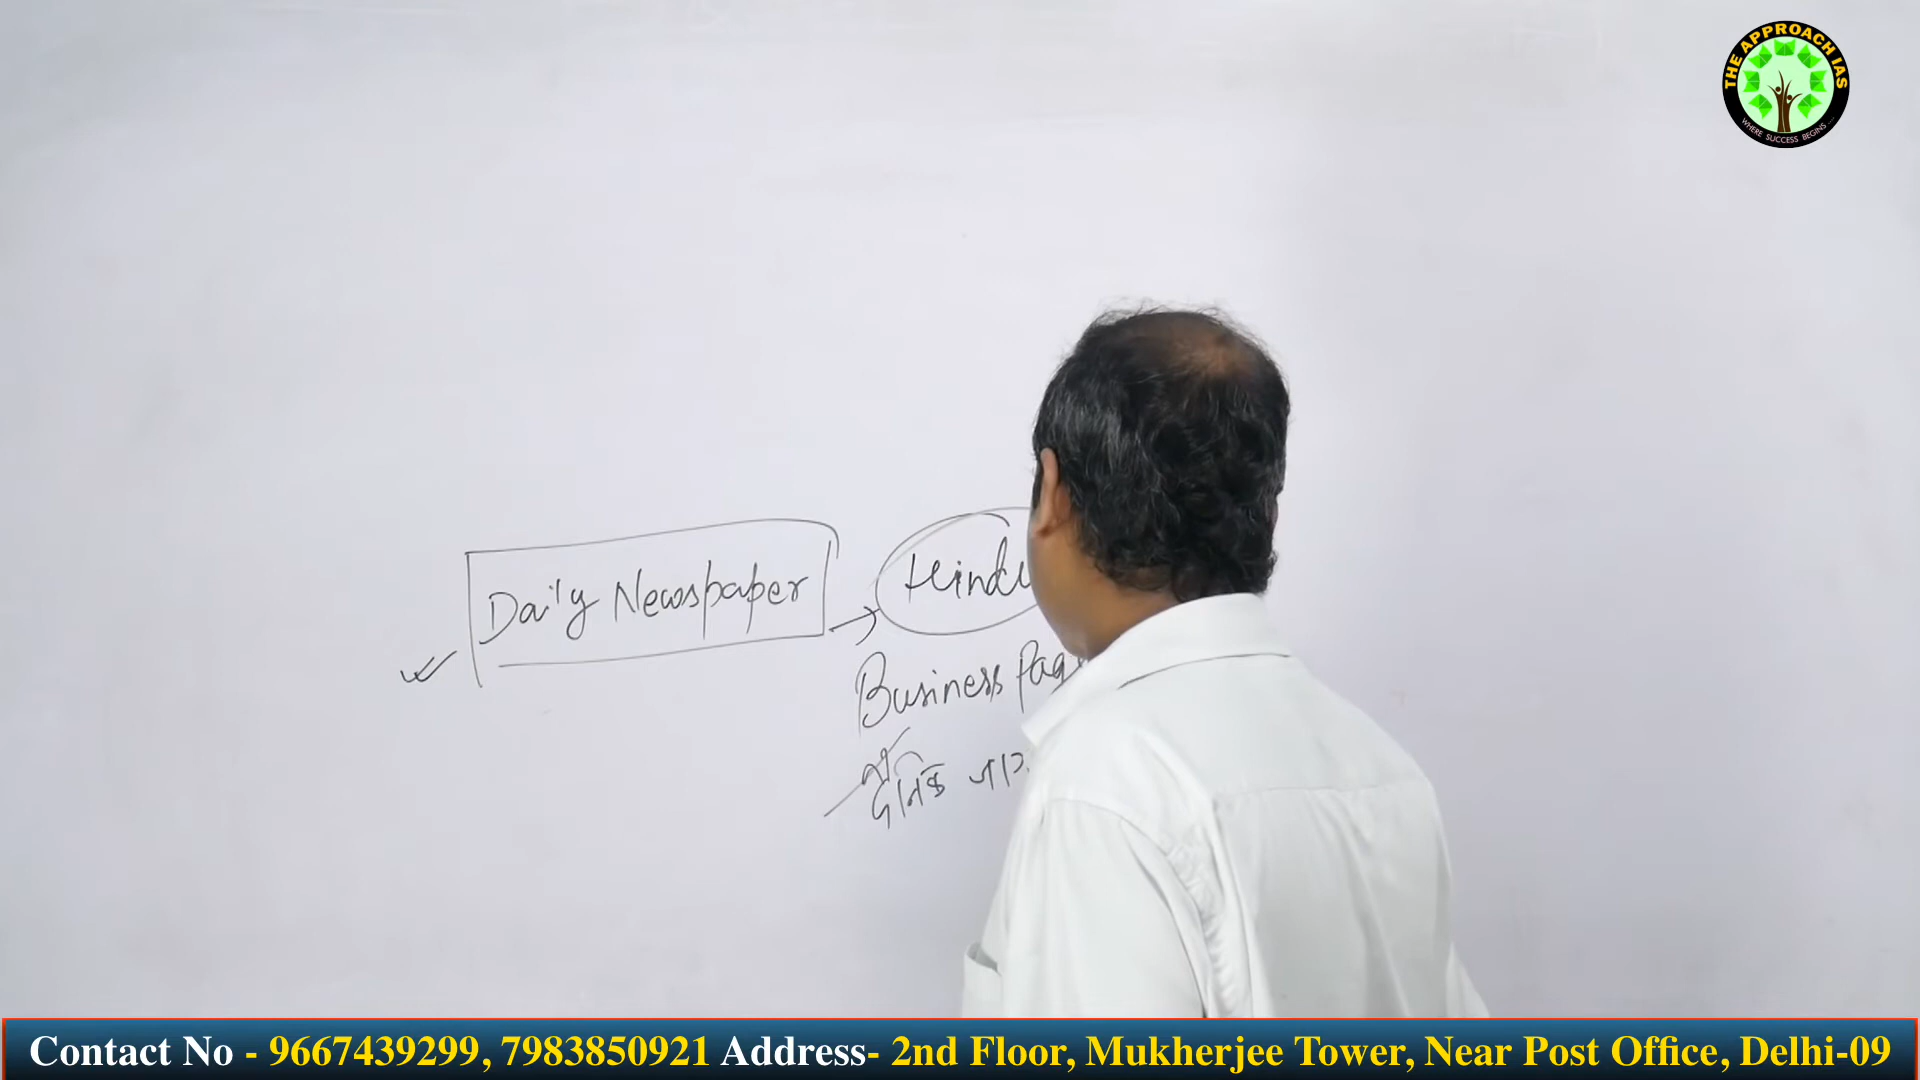 THE APPROACH IAS
WHERE SUCCESS BEGINS ...
Daily Newspaper
Hindu
Business Pag
दैनिक जाग
Contact No - 9667439299, 7983850921 Address- 2nd Floor, Mukherjee Tower, Near Post Office, Delhi-09